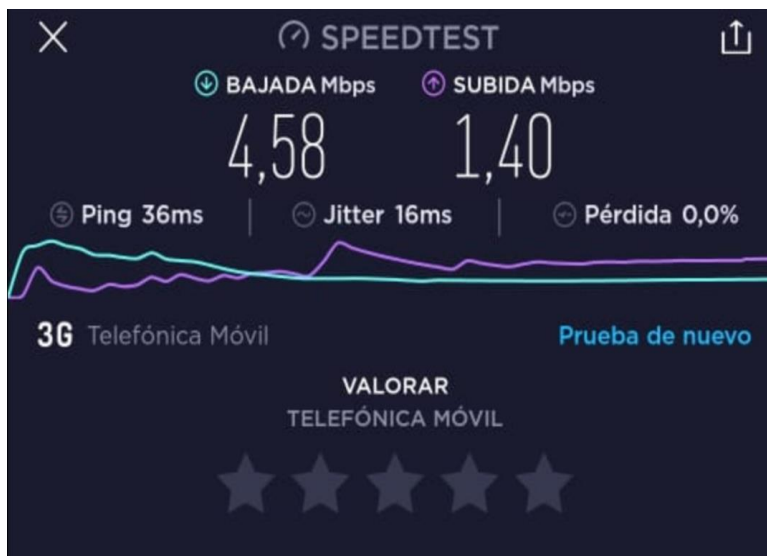 SPEEDTEST
BAJADA Mbps SUBIDA Mbps
4,58 1,40
Ping 36ms Jitter 16ms Pérdida 0,0%
3G Telefónica Móvil Prueba de nuevo
VALORAR
TELEFÓNICA MÓVIL